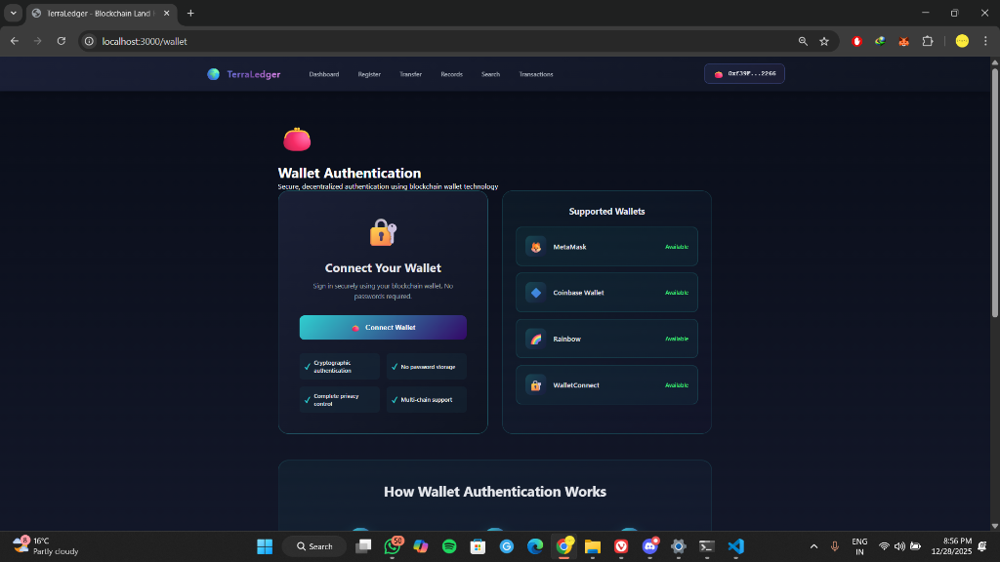 TerraLedger - Blockchain Land
localhost:3000/wallet
TerraLedger
Dashboard
Register
Transfer
Records
Search
Transactions
0xf39F...2266
Wallet Authentication
Secure, decentralized authentication using blockchain wallet technology
Connect Your Wallet
Sign in securely using your blockchain wallet. No
passwords required.
Connect Wallet
✓ Cryptographic
authentication
✓ No password storage
✓ Complete privacy
control
✓ Multi-chain support
Supported Wallets
MetaMask
Available
Coinbase Wallet
Available
Rainbow
Available
WalletConnect
Available
How Wallet Authentication Works
8
16°C
Partly cloudy
Search
50
ENG
IN
8:56 PM
12/28/2025